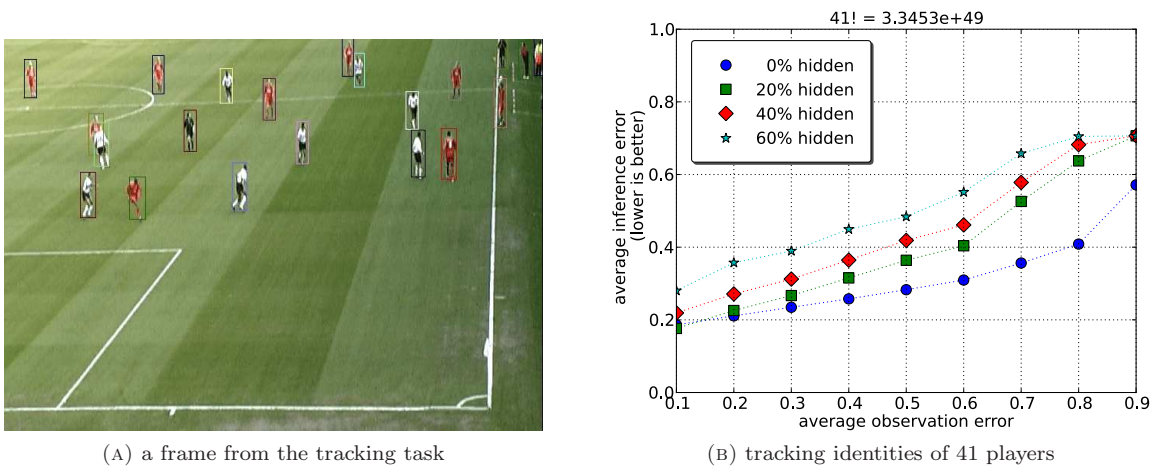 41! = 3.3453e+49
1.0
0.8
0.6
0.4
0.2
0.0
average inference error
(lower is better)
0% hidden
20% hidden
40% hidden
60% hidden
0.1 0.2 0.3 0.4 0.5 0.6 0.7 0.8 0.9
average observation error
(A) a frame from the tracking task
(B) tracking identities of 41 players